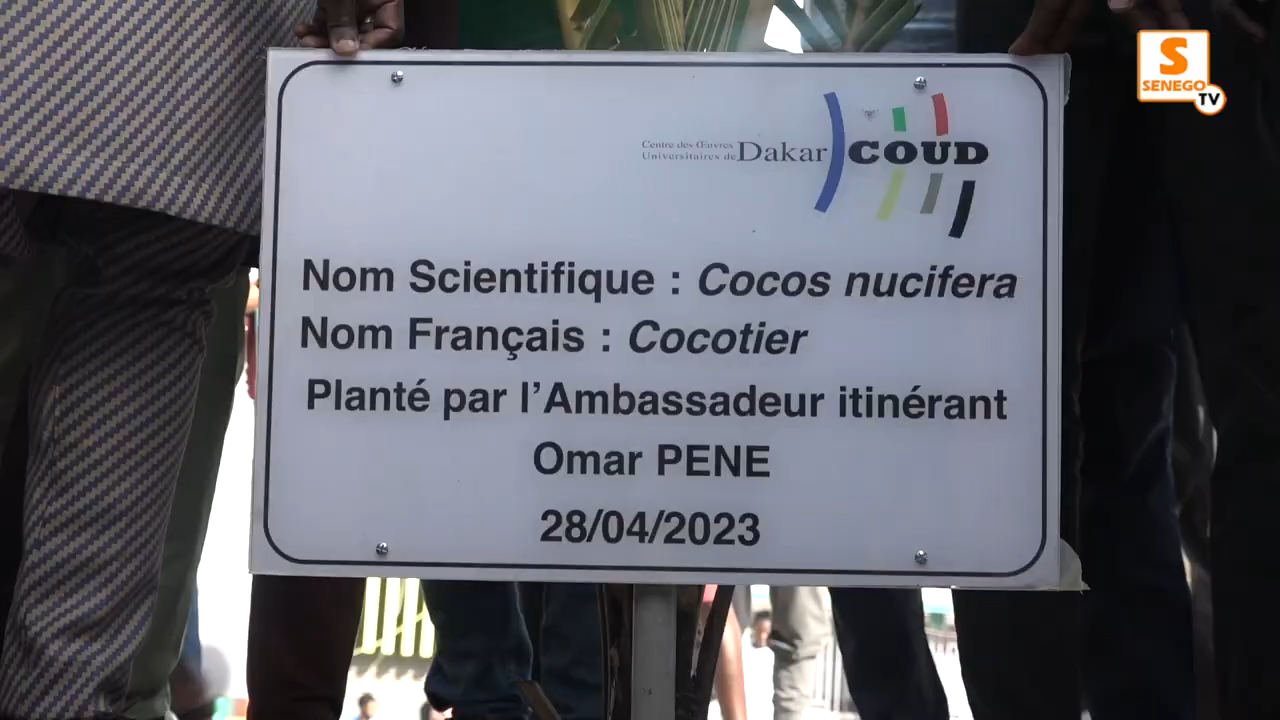 S
SENEGO
TV
Centre des Œuvres
Universitaires de Dakar COUD
Nom Scientifique : Cocos nucifera
Nom Français : Cocotier
Planté par l’Ambassadeur itinérant
Omar PENE
28/04/2023